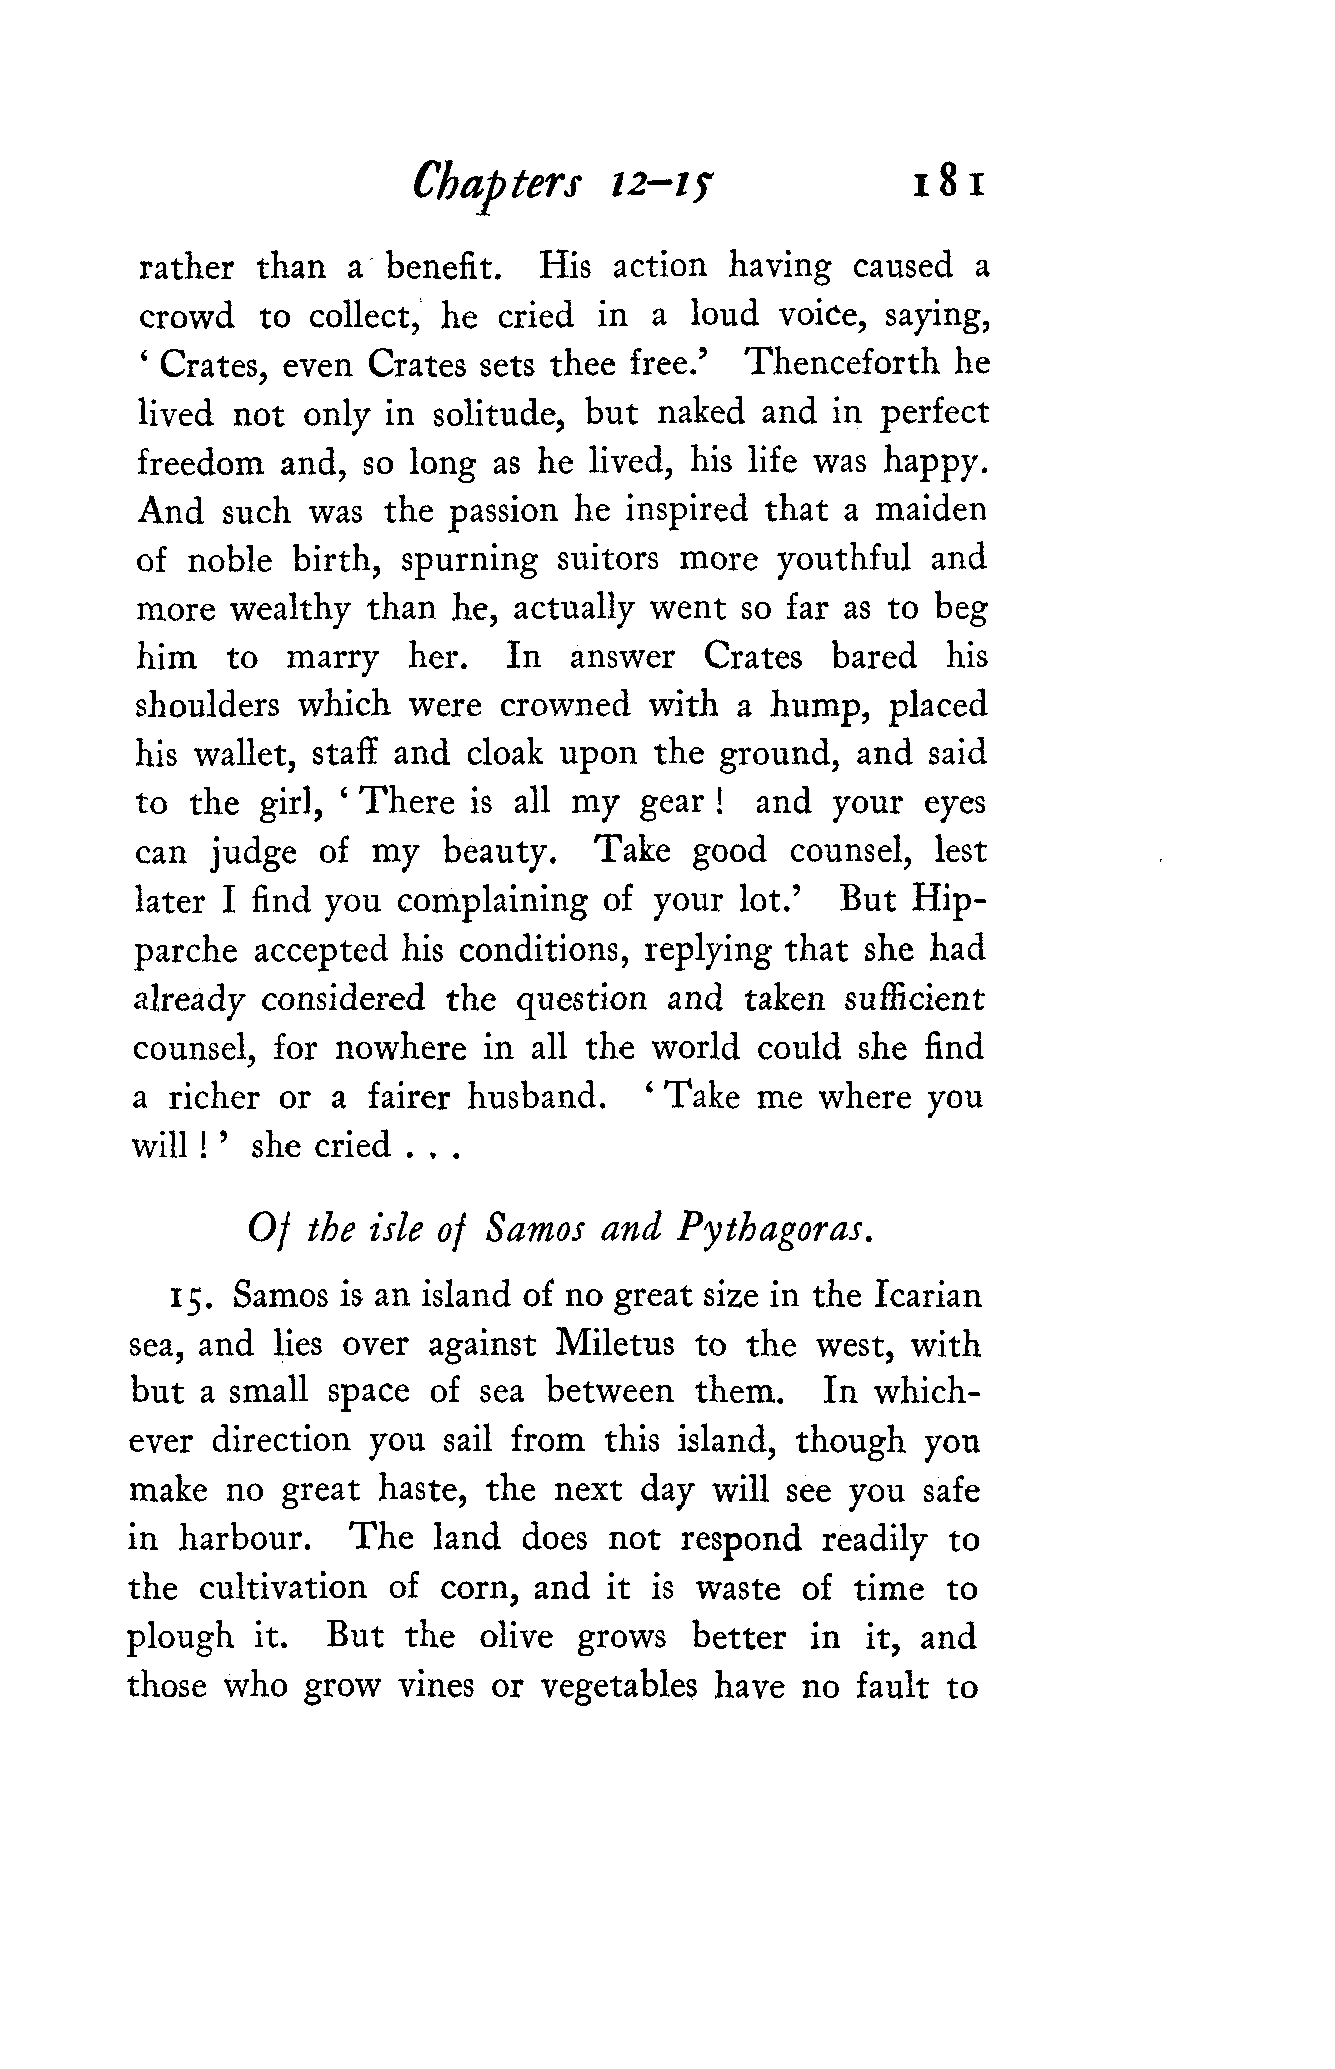 Chapters 12–15 181
rather than a benefit. His action having caused a
crowd to collect, he cried in a loud voice, saying,
‘ Crates, even Crates sets thee free.’ Thenceforth he
lived not only in solitude, but naked and in perfect
freedom and, so long as he lived, his life was happy.
And such was the passion he inspired that a maiden
of noble birth, spurning suitors more youthful and
more wealthy than he, actually went so far as to beg
him to marry her. In answer Crates bared his
shoulders which were crowned with a hump, placed
his wallet, staff and cloak upon the ground, and said
to the girl, ‘ There is all my gear ! and your eyes
can judge of my beauty. Take good counsel, lest
later I find you complaining of your lot.’ But Hip-
parche accepted his conditions, replying that she had
already considered the question and taken sufficient
counsel, for nowhere in all the world could she find
a richer or a fairer husband. ‘ Take me where you
will ! ’ she cried . . .
Of the isle of Samos and Pythagoras.
15. Samos is an island of no great size in the Icarian
sea, and lies over against Miletus to the west, with
but a small space of sea between them. In which-
ever direction you sail from this island, though you
make no great haste, the next day will see you safe
in harbour. The land does not respond readily to
the cultivation of corn, and it is waste of time to
plough it. But the olive grows better in it, and
those who grow vines or vegetables have no fault to